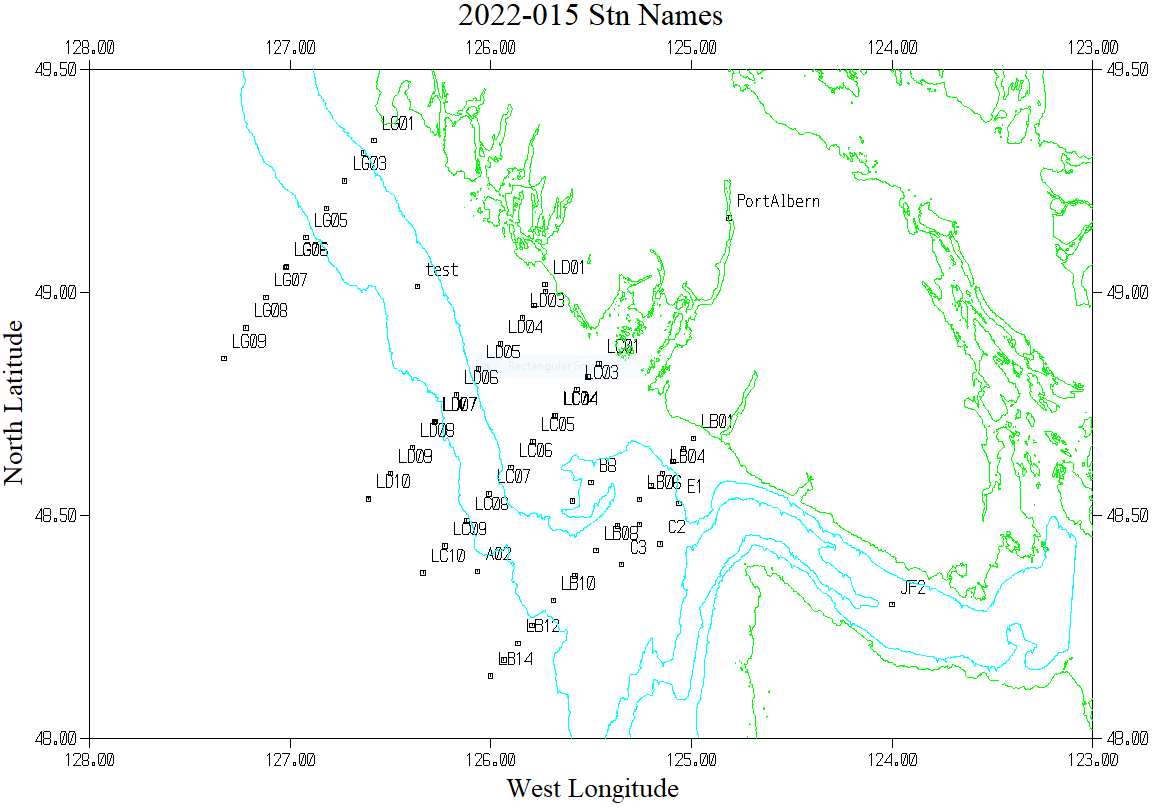 2022-015 Stn Names
128.00 127.00 126.00 125.00 124.00 123.00
49.50 49.50
LG01
LG03
PortAlbern
LG05
LG06
LD01
test
LG07
49.00 LD03 49.00
LG08
LD04
LG09 LD05 LC01
Rectangular S
LD06 LC03
LD07 LC04
LD08 LC05 LB01
LD09 LC06 LB04
B8
LD10 LC07 LB06 E1
LC08
48.50 48.50
LC09 LB08 C2
LC10 A02 C3
LB10 JF2
LB12
LB14
48.00 48.00
128.00 127.00 126.00 125.00 124.00 123.00
West Longitude
North Latitude